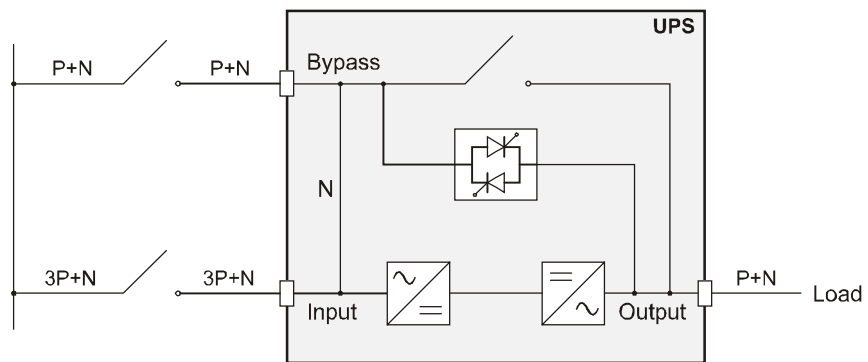 UPS
P+N
P+N
Bypass
N
3P+N
3P+N
Input
Output
P+N
Load